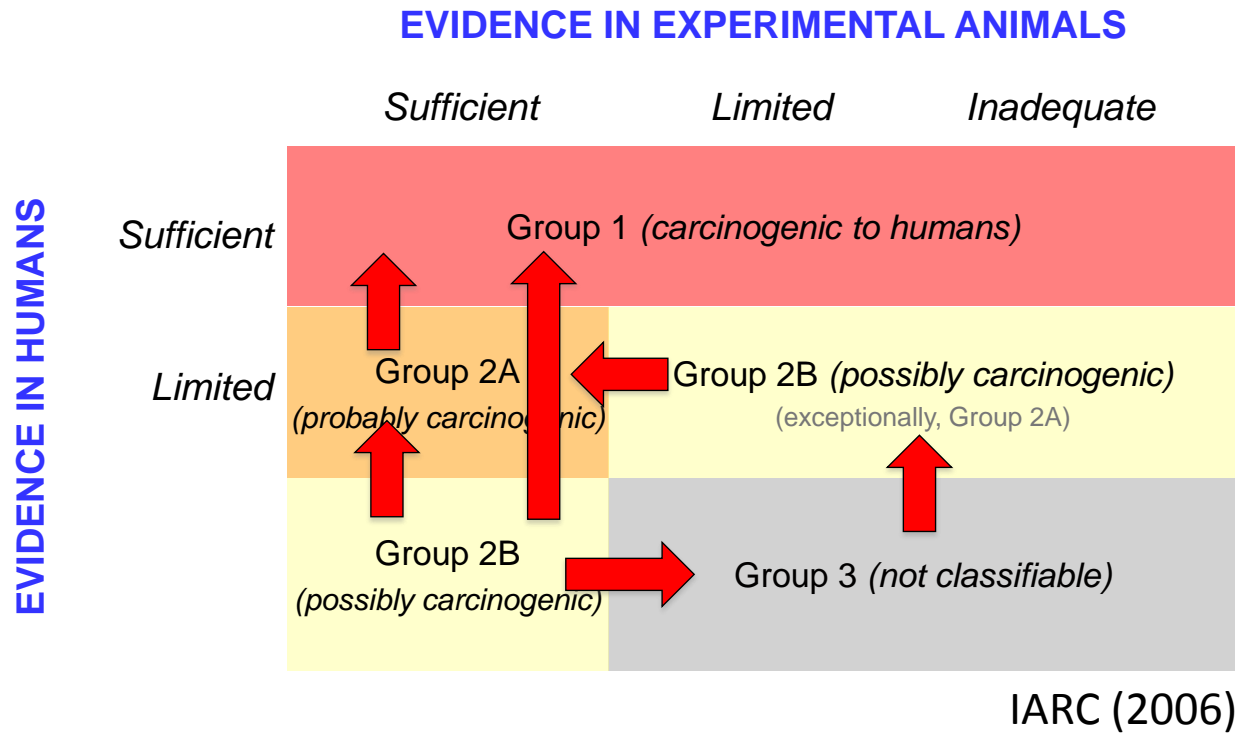 EVIDENCE IN EXPERIMENTAL ANIMALS
Sufficient Limited Inadequate
EVIDENCE IN HUMANS
Sufficient
Group 1 (carcinogenic to humans)
Limited
Group 2A
(probably carcinogenic)
Group 2B (possibly carcinogenic)
(exceptionally, Group 2A)
Group 2B
(possibly carcinogenic)
Group 3 (not classifiable)
IARC (2006)